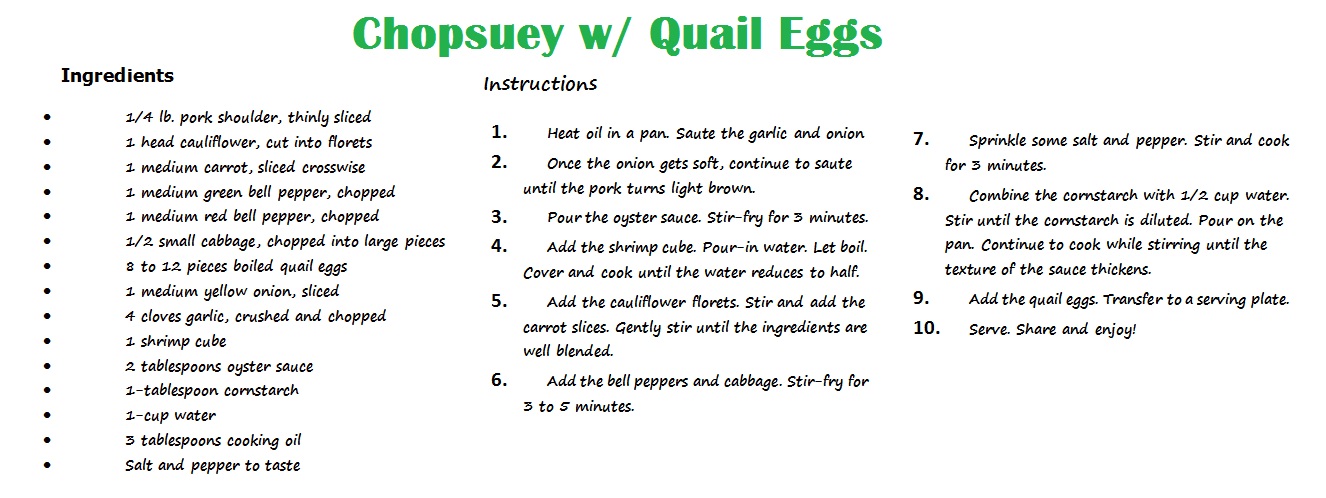 Chopsuey w/ Quail Eggs
Ingredients
• 1/4 lb. pork shoulder, thinly sliced
• 1 head cauliflower, cut into florets
• 1 medium carrot, sliced crosswise
• 1 medium green bell pepper, chopped
• 1 medium red bell pepper, chopped
• 1/2 small cabbage, chopped into large pieces
• 8 to 12 pieces boiled quail eggs
• 1 medium yellow onion, sliced
• 4 cloves garlic, crushed and chopped
• 1 shrimp cube
• 2 tablespoons oyster sauce
• 1-tablespoon cornstarch
• 1-cup water
• 3 tablespoons cooking oil
• Salt and pepper to taste
Instructions
1. Heat oil in a pan. Saute the garlic and onion
2. Once the onion gets soft, continue to saute
until the pork turns light brown.
3. Pour the oyster sauce. Stir-fry for 3 minutes.
4. Add the shrimp cube. Pour-in water. Let boil.
Cover and cook until the water reduces to half.
5. Add the cauliflower florets. Stir and add the
carrot slices. Gently stir until the ingredients are
well blended.
6. Add the bell peppers and cabbage. Stir-fry for
3 to 5 minutes.
7. Sprinkle some salt and pepper. Stir and cook
for 3 minutes.
8. Combine the cornstarch with 1/2 cup water.
Stir until the cornstarch is diluted. Pour on the
pan. Continue to cook while stirring until the
texture of the sauce thickens.
9. Add the quail eggs. Transfer to a serving plate.
10. Serve. Share and enjoy!